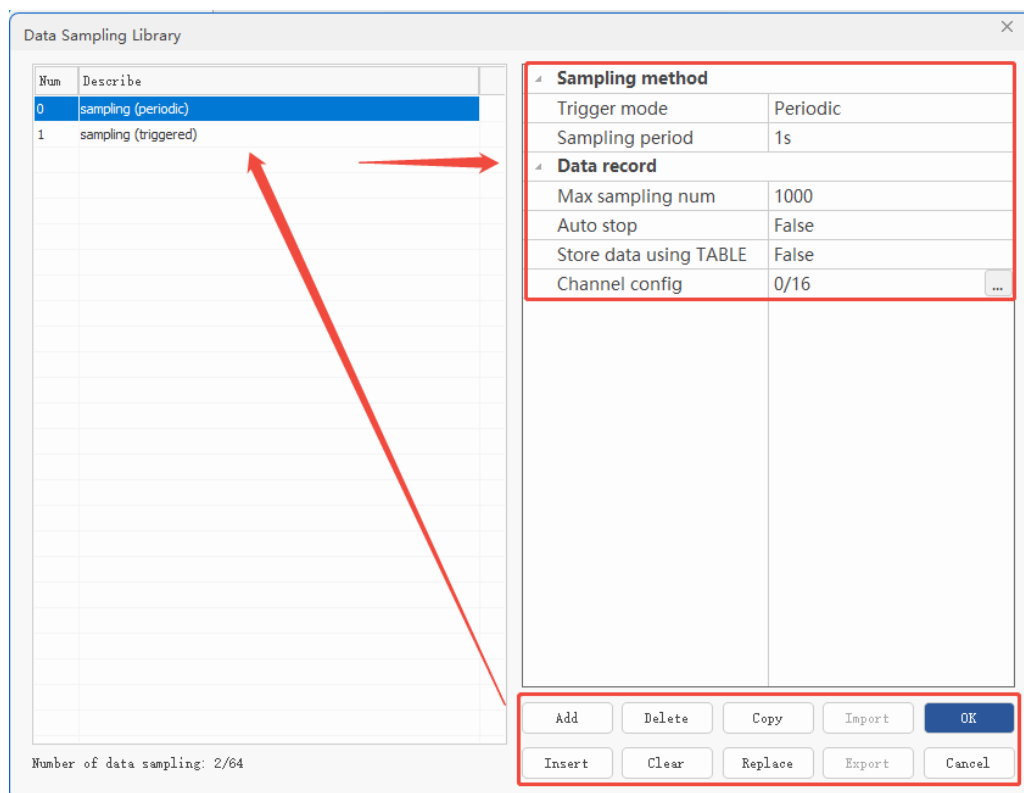 Data Sampling Library
Num Describe
0 sampling (periodic)
1 sampling (triggered)
Number of data sampling: 2/64
Sampling method
Trigger mode Periodic
Sampling period 1s
Data record
Max sampling num 1000
Auto stop False
Store data using TABLE False
Channel config 0/16 ...
Add Delete Copy Import OK
Insert Clear Replace Export Cancel